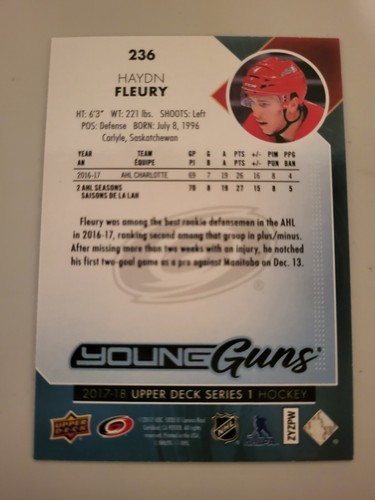 236
HAYDN
FLEURY
HT: 6'3" WT: 221 lbs. SHOOTS: Left
POS: Defense BORN: July 8, 1996
Carlyle, Saskatchewan
YEAR TEAM GP G A PTS +/- PIM PPG
AN ÉQUIPE PJ B A PTS +/- PUN BAN
2016-17 AHL CHARLOTTE 69 7 19 26 16 8 4
2 AHL SEASONS 78 8 19 27 15 8 5
SAISONS DE LA LAH
Fleury was among the best rookie defensemen in the AHL
in 2016-17, ranking second among that group in plus/minus.
After missing more than two weeks with an injury, he notched
his first two-goal game as a pro against Manitoba on Dec. 13.
YOUNG Guns
2017-18 UPPER DECK SERIES 1 HOCKEY
UPPER DECK
NHL
ZYZPW